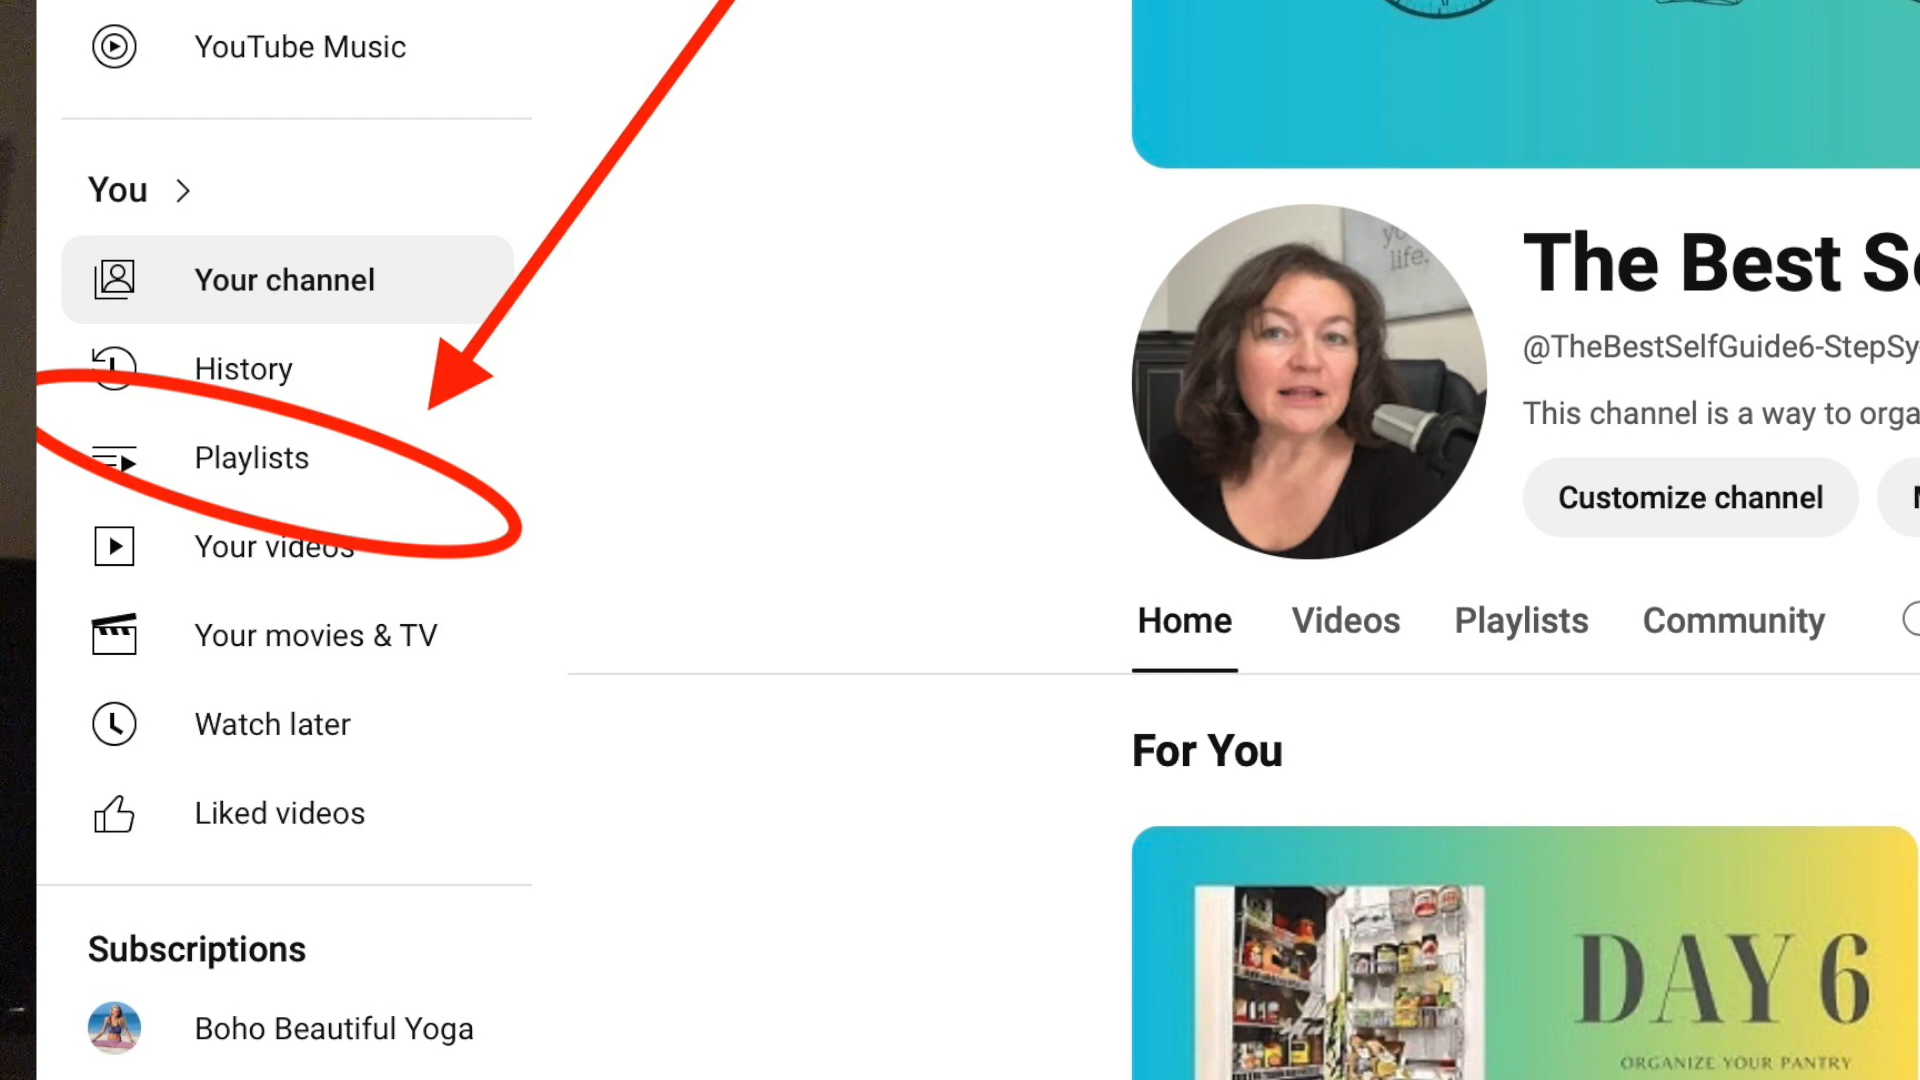 YouTube Music
You
Your channel
History
Playlists
Your videos
Your movies & TV
Watch later
Liked videos
Subscriptions
Boho Beautiful Yoga
life.
The Best
@TheBestSelfGuide6-StepSy
This channel is a way to orga
Customize channel
Home Videos Playlists Community
For You
DAY 6
ORGANIZE YOUR PANTRY